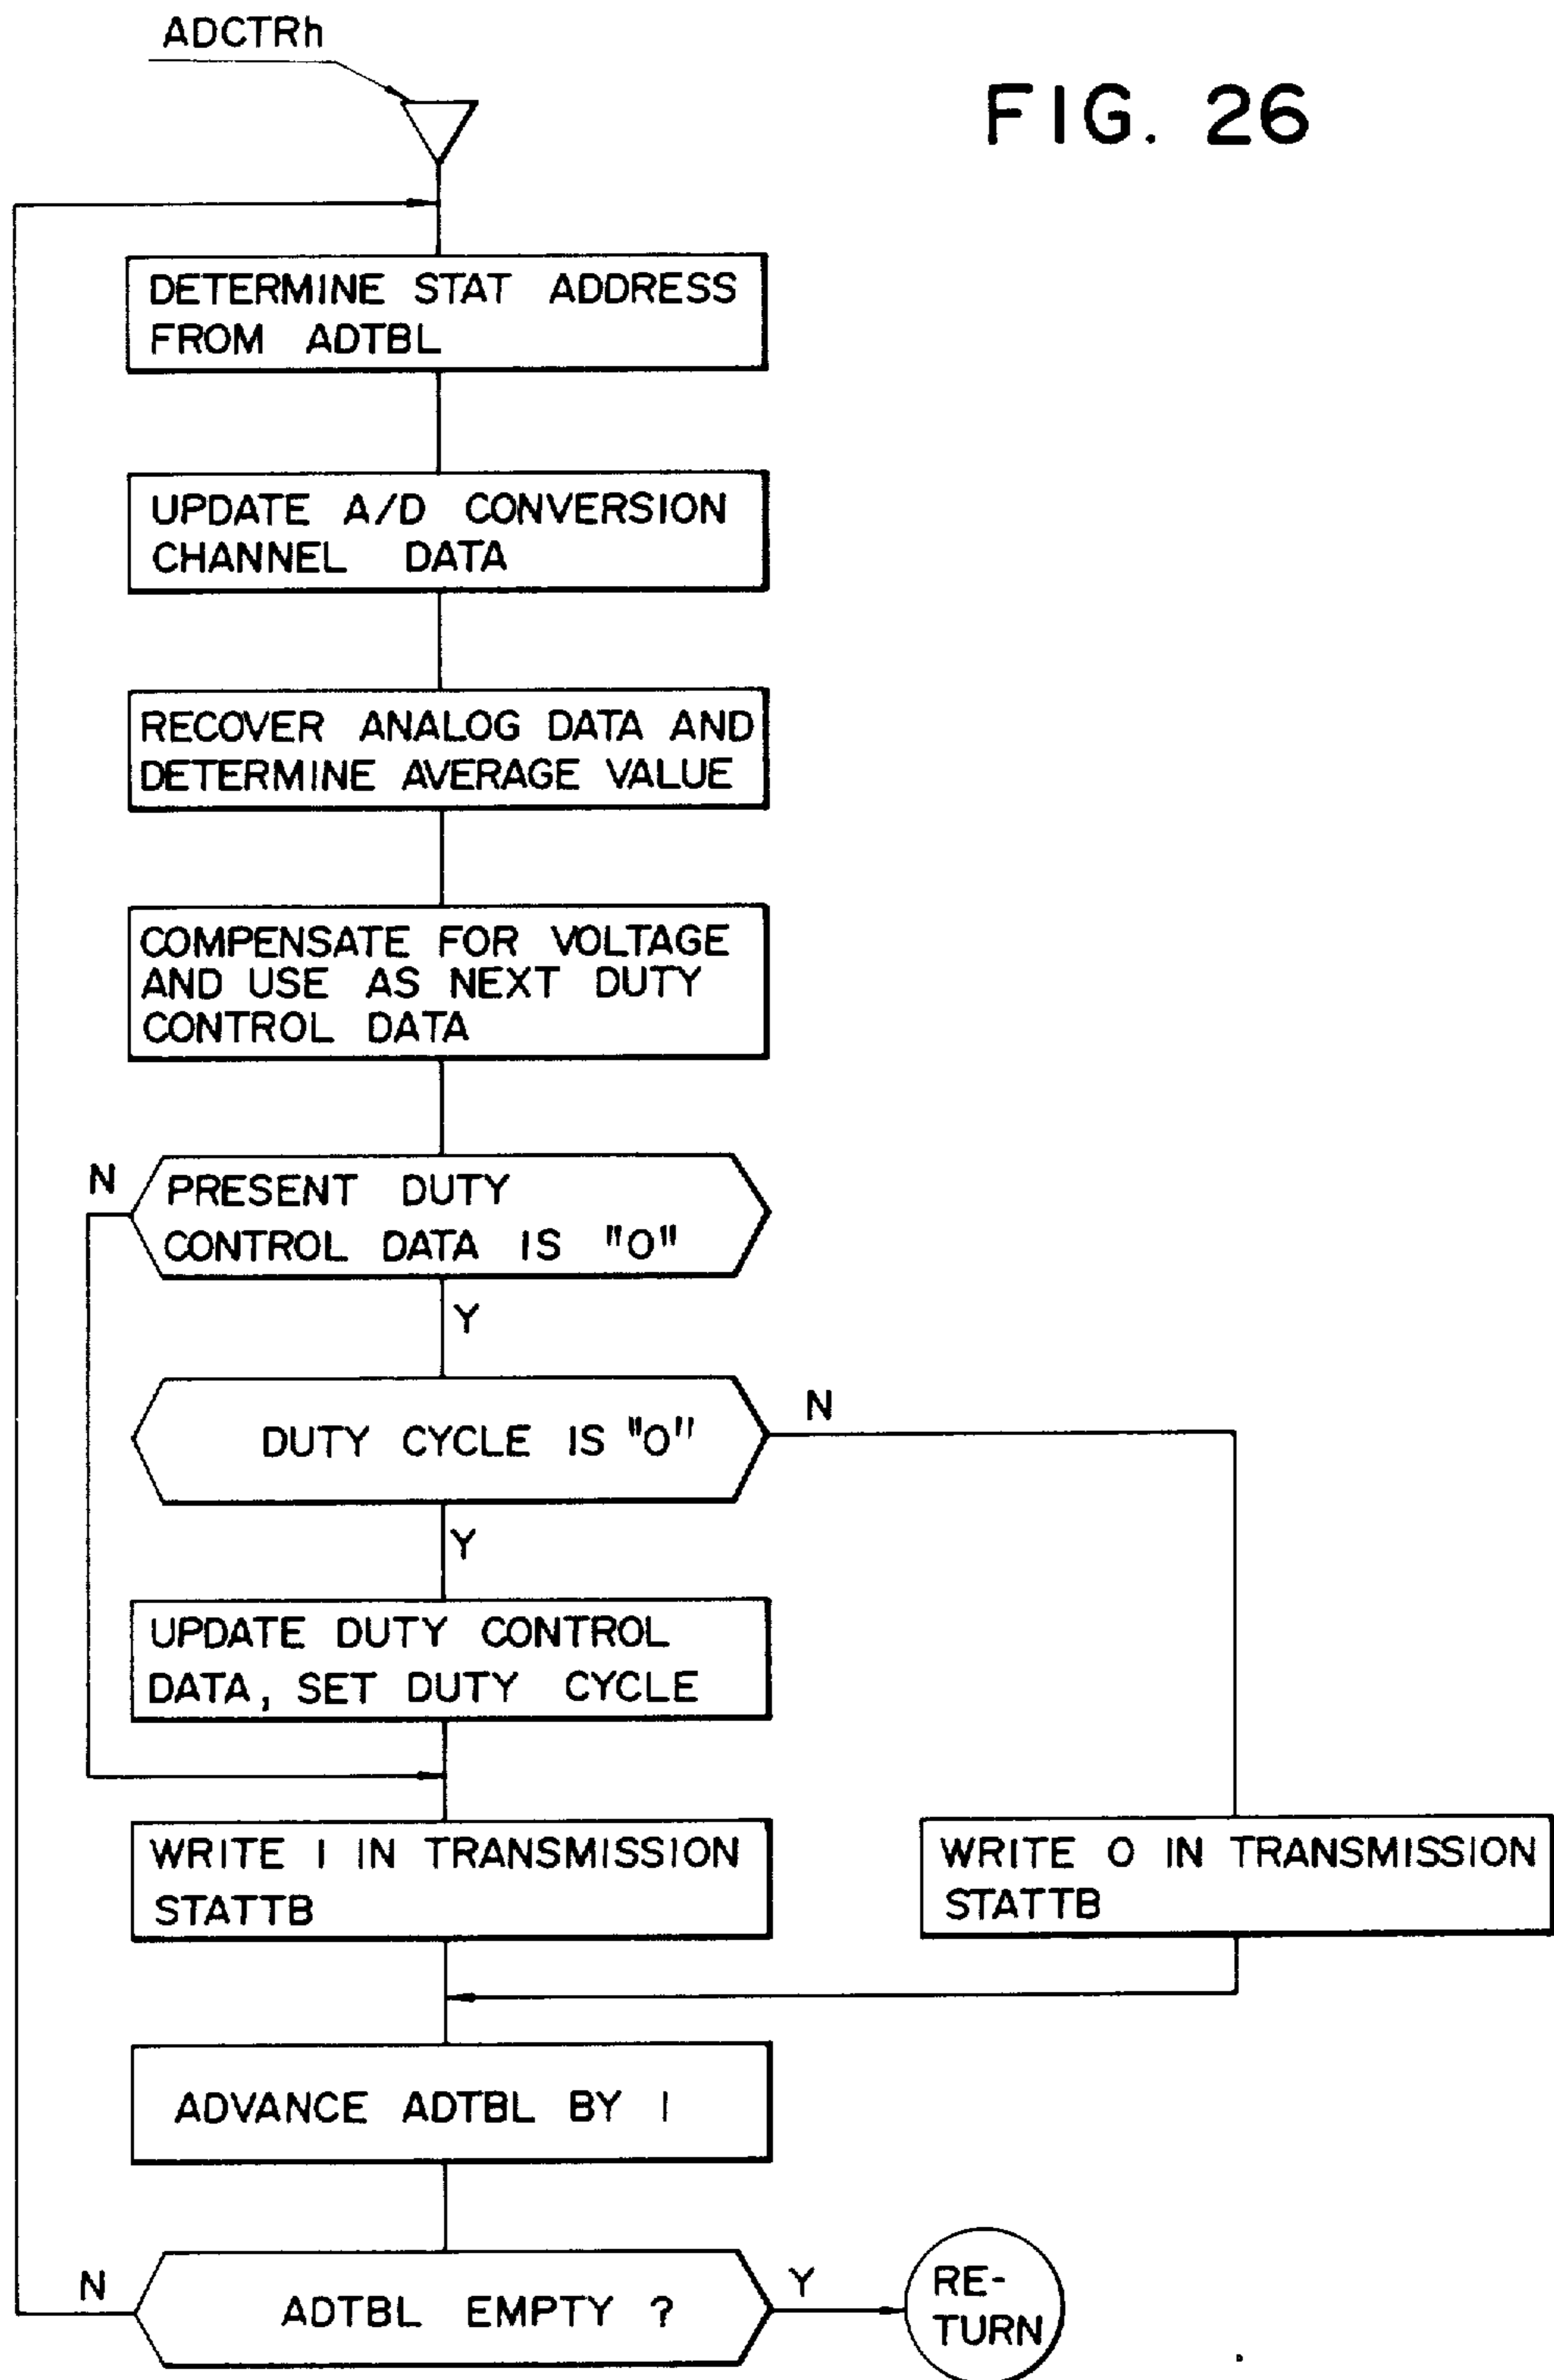 ADCTRh
FIG. 26
DETERMINE STAT ADDRESS
FROM ADTBL
UPDATE A/D CONVERSION
CHANNEL DATA
RECOVER ANALOG DATA AND
DETERMINE AVERAGE VALUE
COMPENSATE FOR VOLTAGE
AND USE AS NEXT DUTY
CONTROL DATA
N
PRESENT DUTY
CONTROL DATA IS "0"
Y
DUTY CYCLE IS "0"
N
Y
UPDATE DUTY CONTROL
DATA, SET DUTY CYCLE
WRITE 1 IN TRANSMISSION
STATTB
WRITE 0 IN TRANSMISSION
STATTB
ADVANCE ADTBL BY 1
N
ADTBL EMPTY ?
Y
RE-
TURN